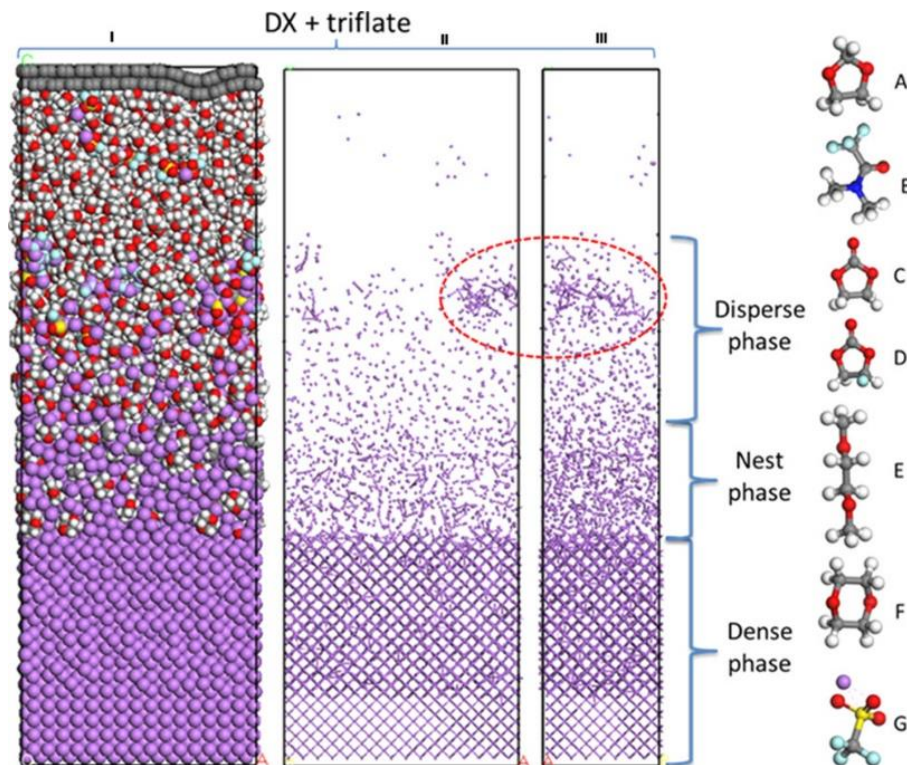 DX + triflate
I
II
III
Disperse
phase
Nest
phase
Dense
phase
A
C
D
E
F
G